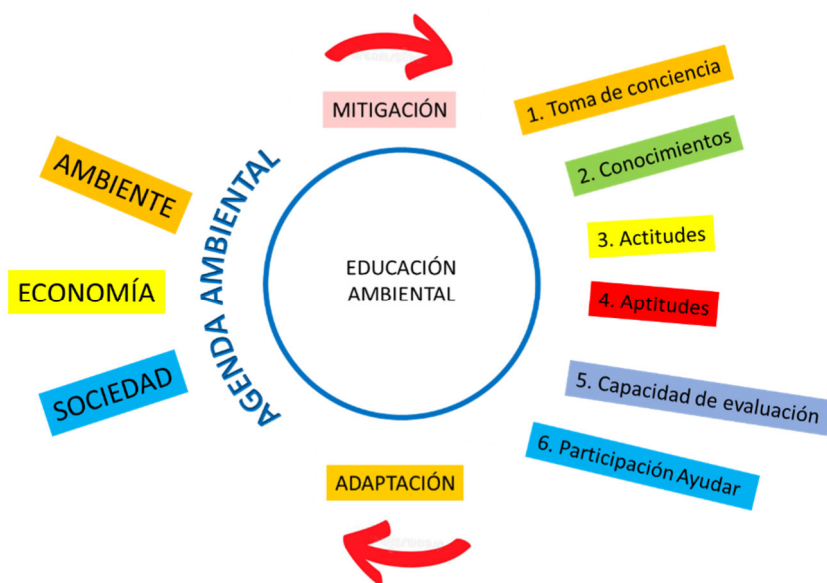 MITIGACIÓN
1. Toma de conciencia
2. Conocimientos
3. Actitudes
4. Aptitudes
5. Capacidad de evaluación
6. Participación Ayudar
AMBIENTE
ECONOMÍA
SOCIEDAD
AGENDA AMBIENTAL
EDUCACIÓN
AMBIENTAL
ADAPTACIÓN